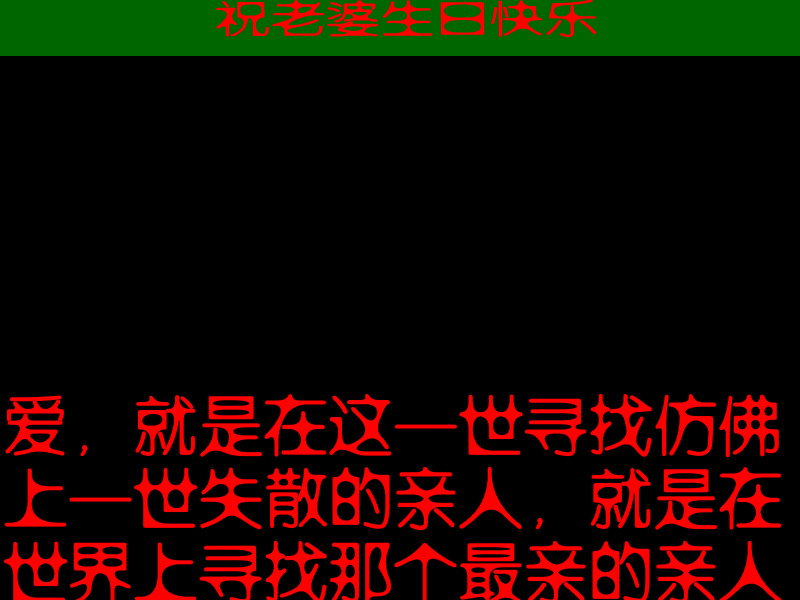 祝老婆生日快乐
爱，就是在这一世寻找仿佛
上一世失散的亲人，就是在
世界上寻找那个最亲的亲人